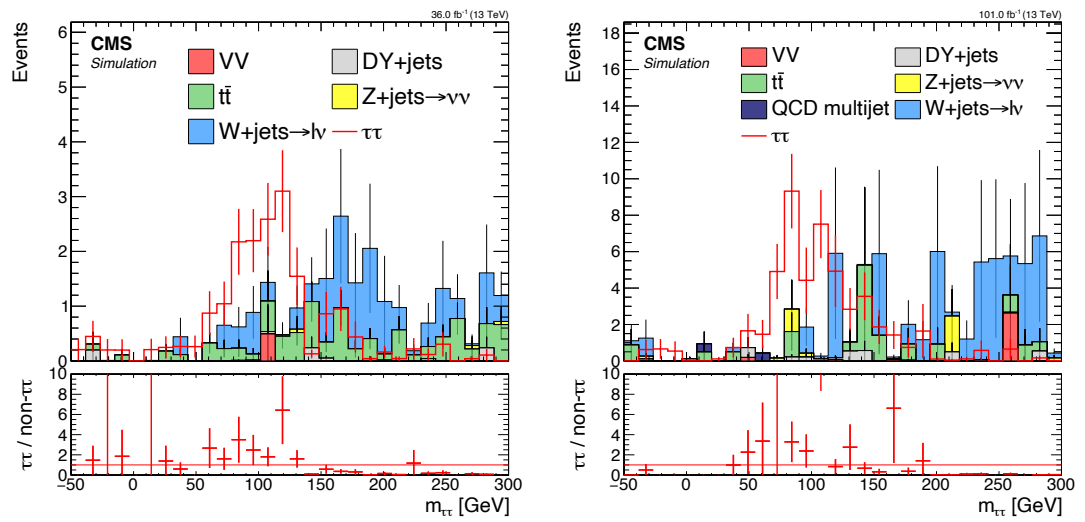 36.0 fb⁻¹ (13 TeV)
CMS
Simulation
VV
DY+jets
tt̄
Z+jets→νν
W+jets→lν
ττ
Events
6
5
4
3
2
1
0
ττ / non-ττ
10
8
6
4
2
0
−50 0 50 100 150 200 250 300
m_ττ [GeV]
101.0 fb⁻¹ (13 TeV)
CMS
Simulation
VV
DY+jets
tt̄
Z+jets→νν
QCD multijet
W+jets→lν
ττ
Events
18
16
14
12
10
8
6
4
2
0
ττ / non-ττ
10
8
6
4
2
0
−50 0 50 100 150 200 250 300
m_ττ [GeV]